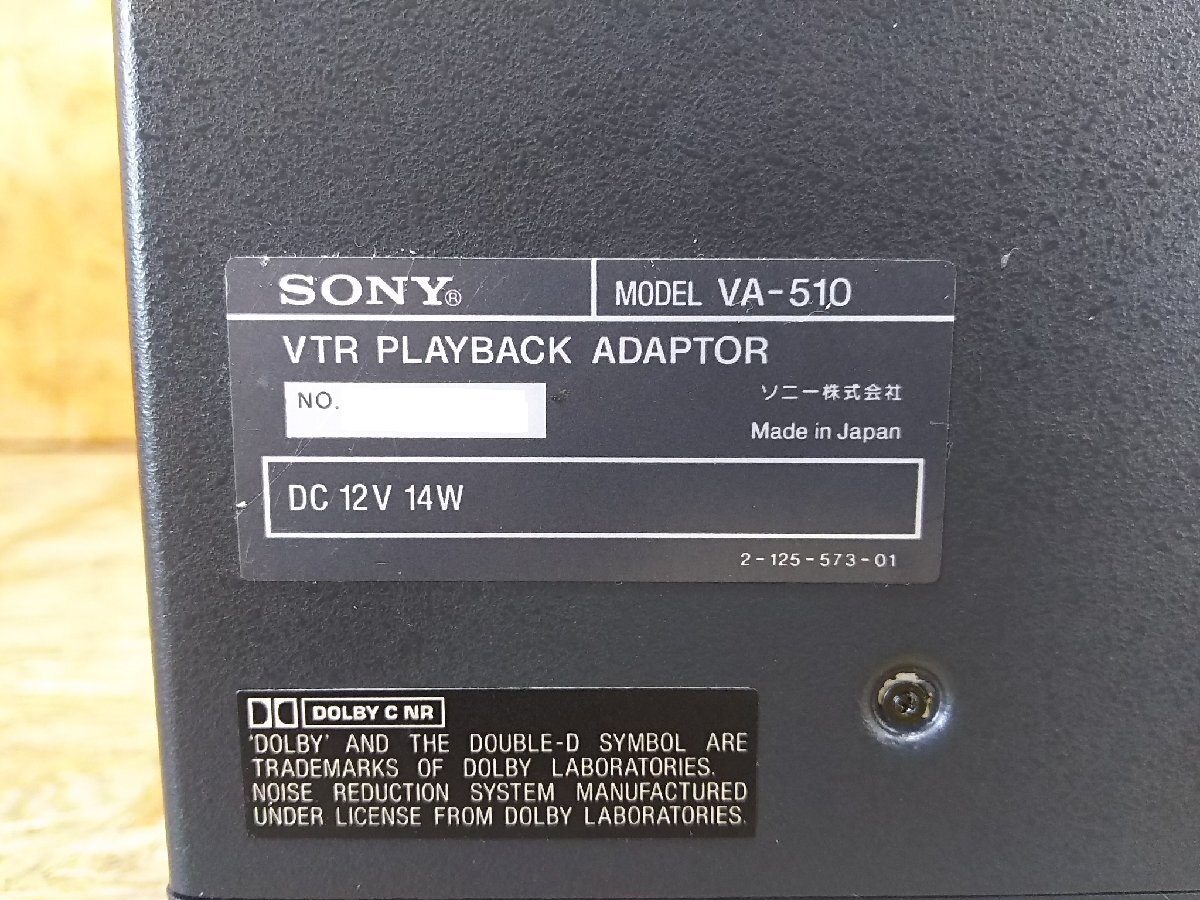 SONY® MODEL VA-510
VTR PLAYBACK ADAPTOR
NO.
ソニー株式会社
Made in Japan
DC 12V 14W
2-125-573-01
DOLBY C NR
'DOLBY' AND THE DOUBLE-D SYMBOL ARE
TRADEMARKS OF DOLBY LABORATORIES.
NOISE REDUCTION SYSTEM MANUFACTURED
UNDER LICENSE FROM DOLBY LABORATORIES.